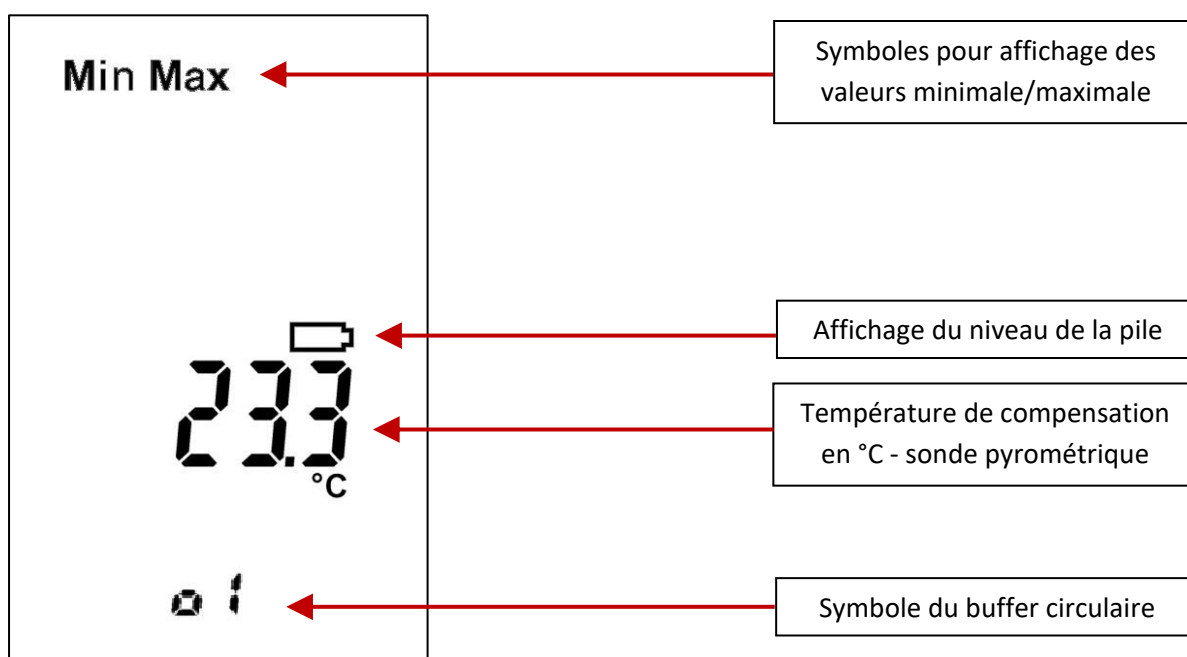 Min Max
Symboles pour affichage des
valeurs minimale/maximale
Affichage du niveau de la pile
23.3
°C
Température de compensation
en °C - sonde pyrométrique
o1
Symbole du buffer circulaire